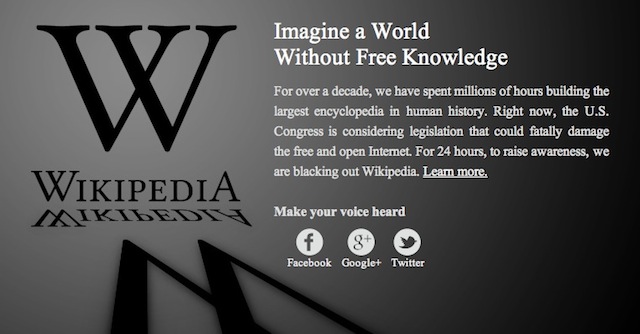 W
WIKIPEDIA
WIKIPEDIA
Imagine a World
Without Free Knowledge
For over a decade, we have spent millions of hours building the
largest encyclopedia in human history. Right now, the U.S.
Congress is considering legislation that could fatally damage
the free and open Internet. For 24 hours, to raise awareness, we
are blacking out Wikipedia. Learn more.
Make your voice heard
f g+
Facebook Google+ Twitter